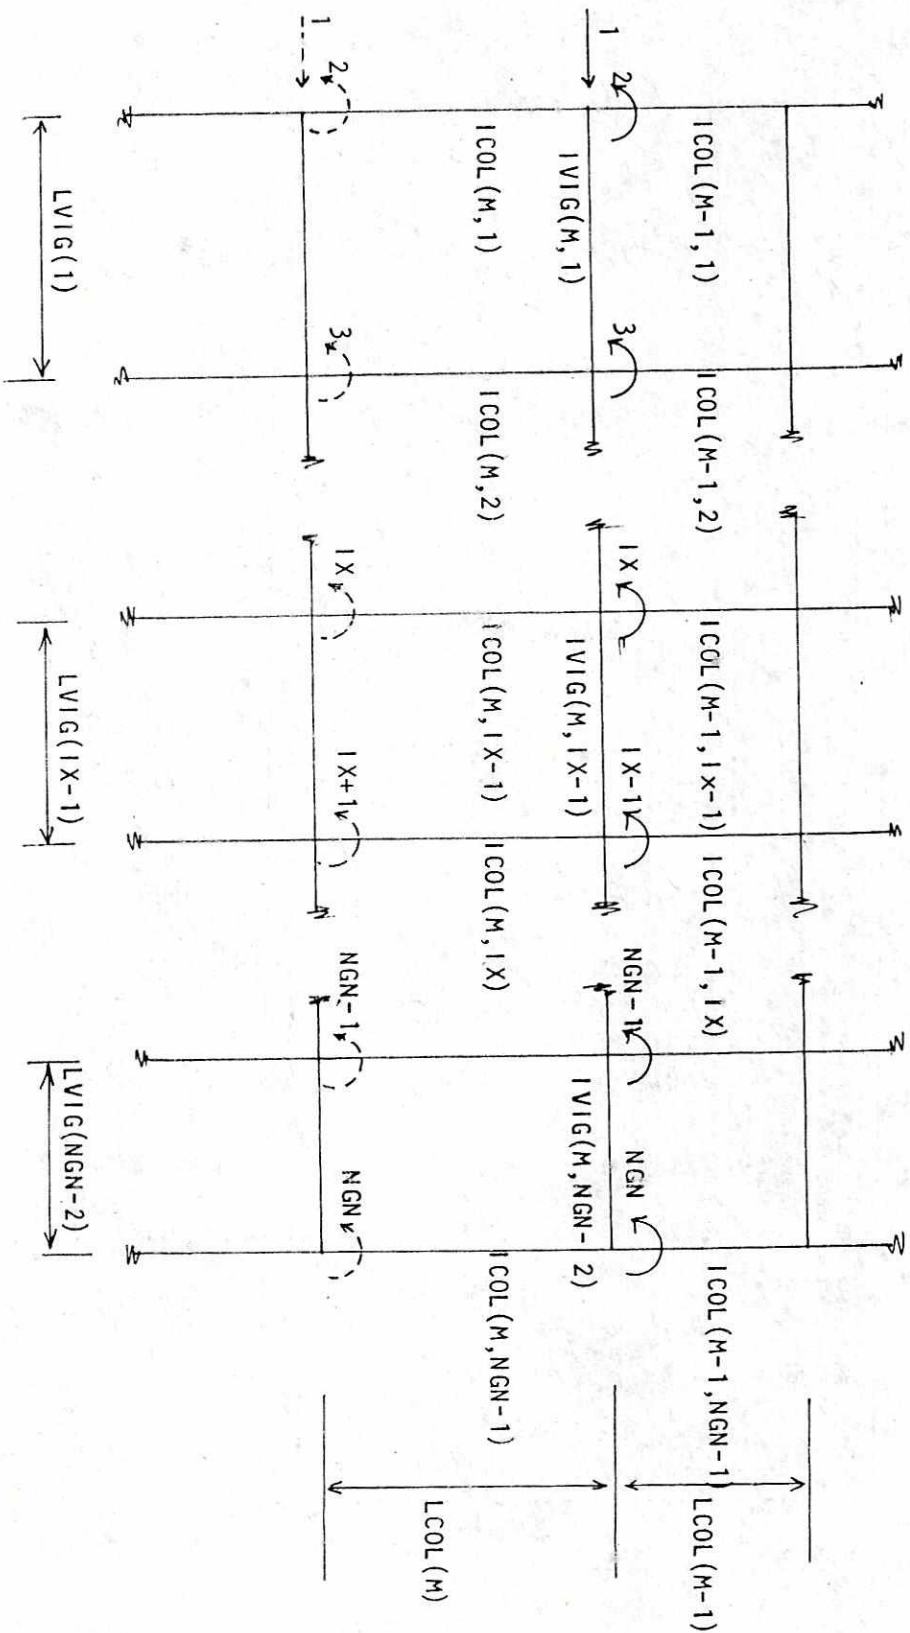 ICOL(M-1,1) ICOL(M-1,2) ICOL(M-1,IX-1) ICOL(M-1,IX) ICOL(M-1,NGN-1) LCOL(M-1)
1 2 3 IX IX-1 NGN-1 NGN
IVIG(M,1) IVIG(M,IX-1) IVIG(M,NGN-2)
ICOL(M,1) ICOL(M,2) ICOL(M,IX-1) ICOL(M,IX) ICOL(M,NGN-1) LCOL(M)
1 2 3 IX IX+1 NGN-1 NGN
LVIG(1) LVIG(IX-1) LVIG(NGN-2)